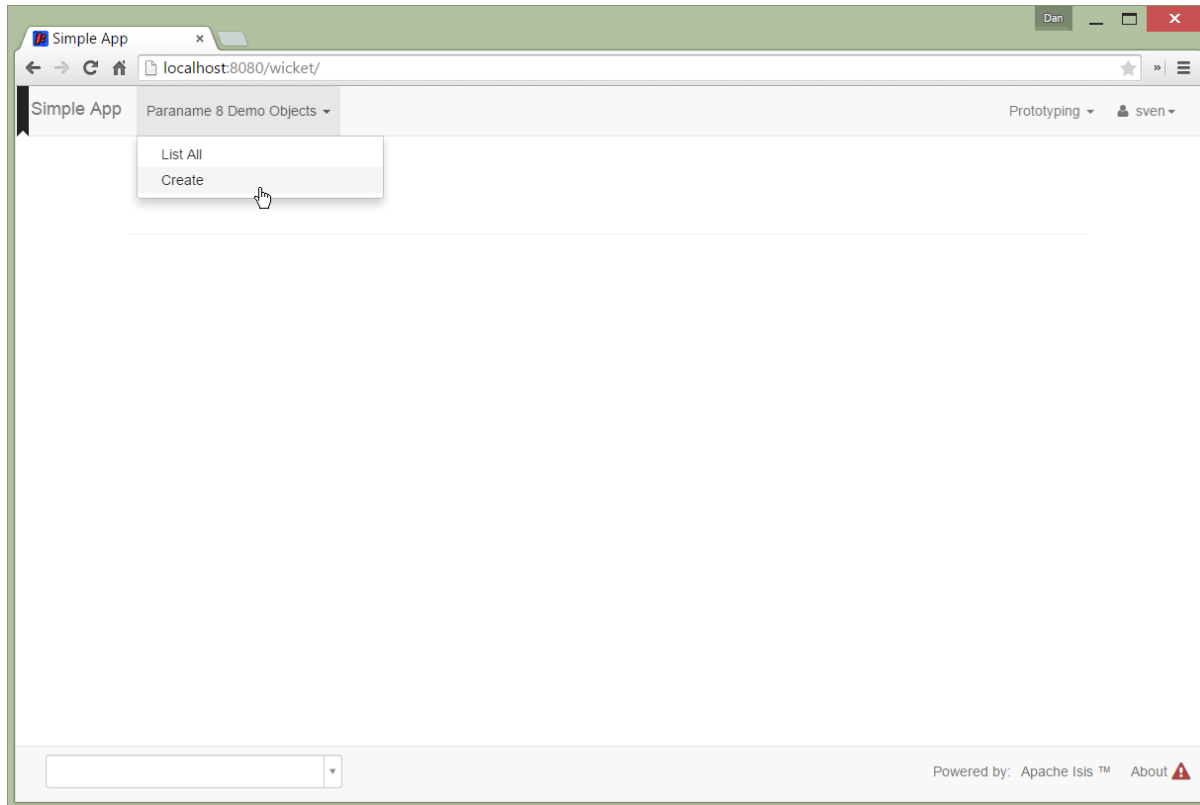 Dan
Simple App
localhost:8080/wicket/
Simple App Paraname 8 Demo Objects Prototyping sven
List All
Create
Powered by: Apache Isis ™ About